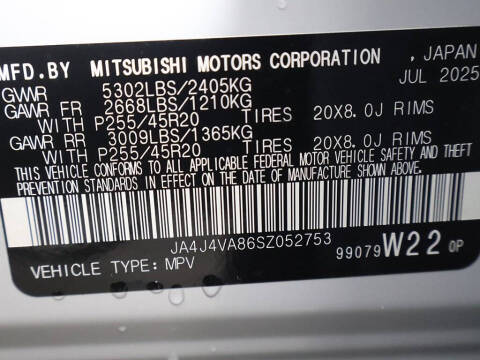 MFD.BY MITSUBISHI MOTORS CORPORATION , JAPAN
GVWR 5302LBS/2405KG JUL 2025
GAWR FR 2668LBS/1210KG
WITH P255/45R20 TIRES 20X8.0J RIMS
GAWR RR 3009LBS/1365KG
WITH P255/45R20 TIRES 20X8.0J RIMS
THIS VEHICLE CONFORMS TO ALL APPLICABLE FEDERAL MOTOR VEHICLE SAFETY AND THEFT
PREVENTION STANDARDS IN EFFECT ON THE DATE OF MANUFACTURE SHOWN ABOVE.
JA4J4VA86SZ052753
VEHICLE TYPE: MPV 99079 W22 0P